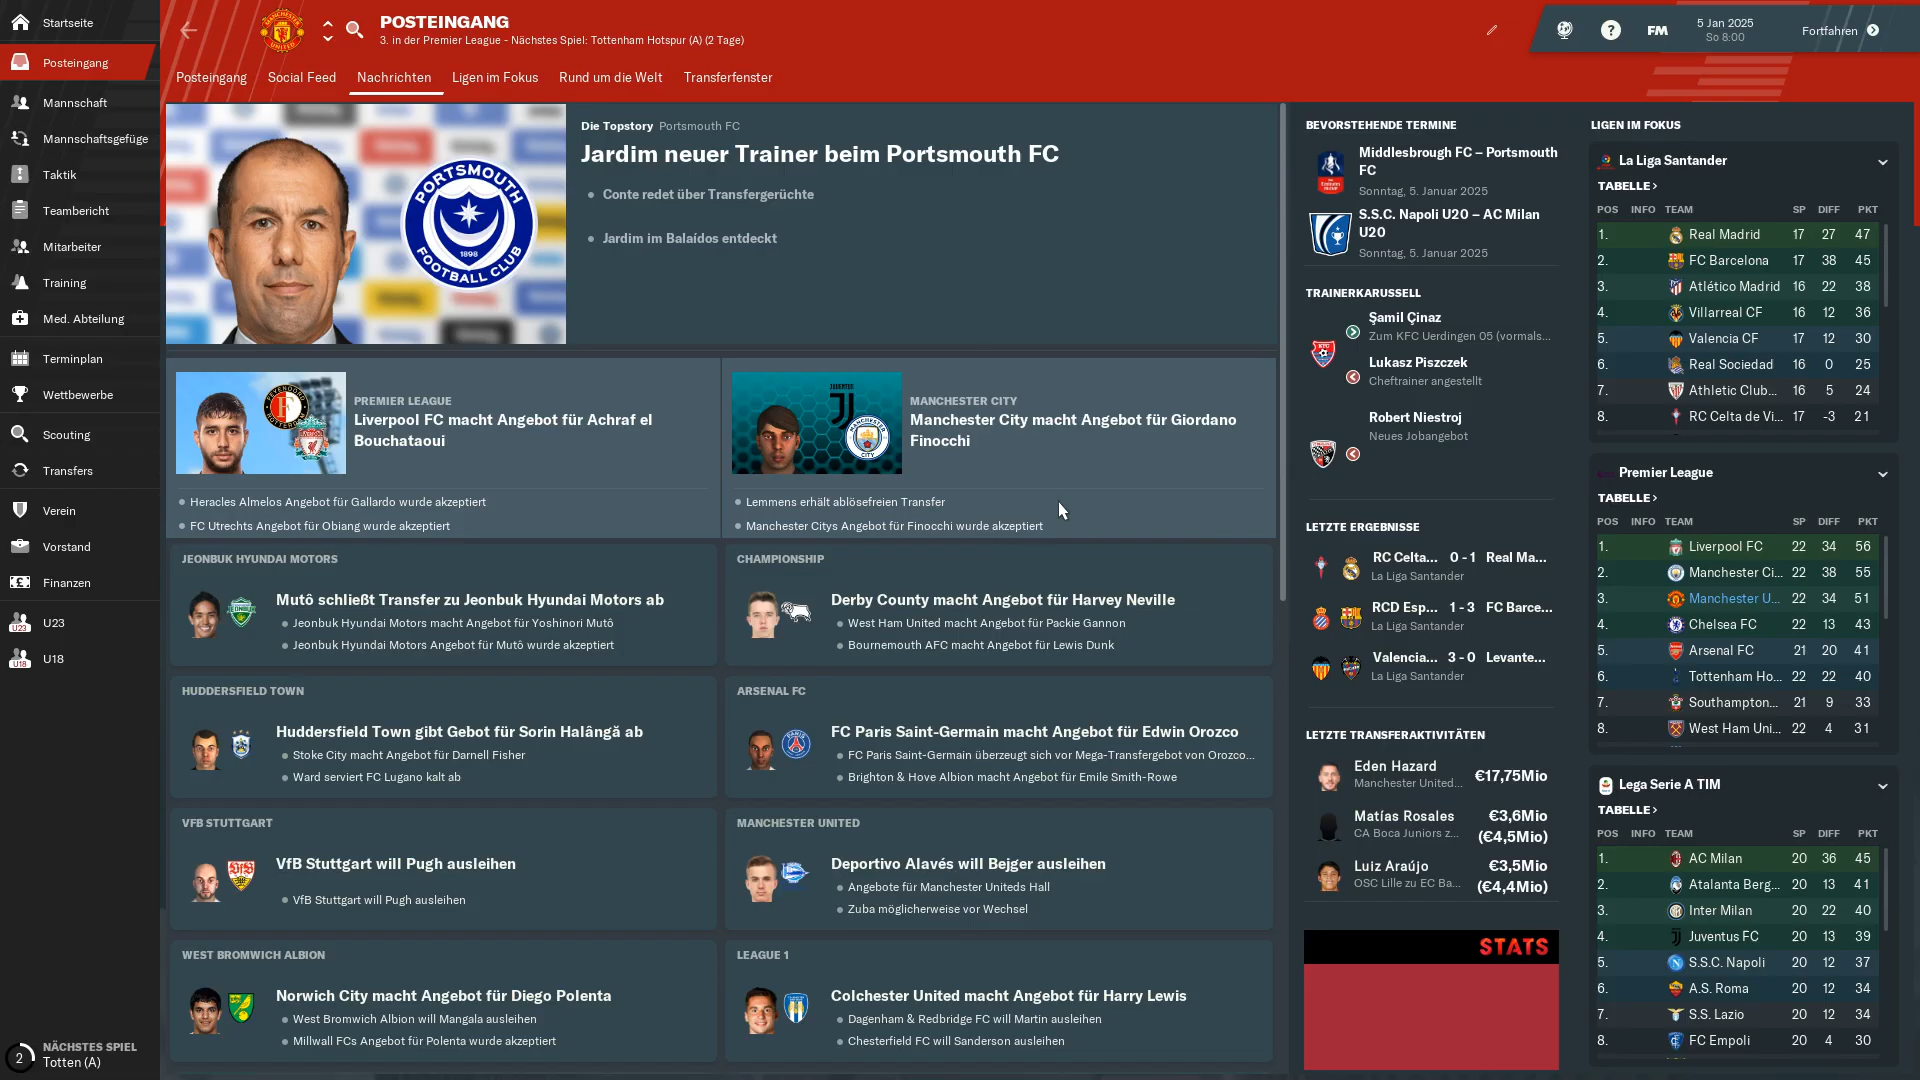 Startseite
Posteingang
Mannschaft
Mannschaftsgefüge
Taktik
Teambericht
Mitarbeiter
Training
Med. Abteilung
Terminplan
Wettbewerbe
Scouting
Transfers
Verein
Vorstand
Finanzen
U23
U23
U18
U18
2
NÄCHSTES SPIEL
Totten (A)
POSTEINGANG
3. in der Premier League - Nächstes Spiel: Tottenham Hotspur (A) (2 Tage)
FM
5 Jan 2025
So 8:00
Fortfahren
Posteingang Social Feed Nachrichten Ligen im Fokus Rund um die Welt Transferfenster
PORTSMOUTH
1898
FOOTBALL CLUB
Die Topstory Portsmouth FC
Jardim neuer Trainer beim Portsmouth FC
Conte redet über Transfergerüchte
Jardim im Balaídos entdeckt
PREMIER LEAGUE
Liverpool FC macht Angebot für Achraf el
Bouchataoui
Heracles Almelos Angebot für Gallardo wurde akzeptiert
FC Utrechts Angebot für Obiang wurde akzeptiert
JUVENTUS
MANCHESTER CITY
Manchester City macht Angebot für Giordano
Finocchi
Lemmens erhält ablösefreien Transfer
Manchester Citys Angebot für Finocchi wurde akzeptiert
JEONBUK HYUNDAI MOTORS
Mutô schließt Transfer zu Jeonbuk Hyundai Motors ab
Jeonbuk Hyundai Motors macht Angebot für Yoshinori Mutô
Jeonbuk Hyundai Motors Angebot für Mutô wurde akzeptiert
CHAMPIONSHIP
Derby County macht Angebot für Harvey Neville
West Ham United macht Angebot für Packie Gannon
Bournemouth AFC macht Angebot für Lewis Dunk
HUDDERSFIELD TOWN
Huddersfield Town gibt Gebot für Sorin Halângă ab
Stoke City macht Angebot für Darnell Fisher
Ward serviert FC Lugano kalt ab
ARSENAL FC
FC Paris Saint-Germain macht Angebot für Edwin Orozco
FC Paris Saint-Germain überzeugt sich vor Mega-Transfergebot von Orozco...
Brighton & Hove Albion macht Angebot für Emile Smith-Rowe
VFB STUTTGART
VfB Stuttgart will Pugh ausleihen
VfB Stuttgart will Pugh ausleihen
MANCHESTER UNITED
Deportivo Alavés will Bejger ausleihen
Angebote für Manchester Uniteds Hall
Zuba möglicherweise vor Wechsel
WEST BROMWICH ALBION
Norwich City macht Angebot für Diego Polenta
West Bromwich Albion will Mangala ausleihen
Millwall FCs Angebot für Polenta wurde akzeptiert
LEAGUE 1
Colchester United macht Angebot für Harry Lewis
Dagenham & Redbridge FC will Martin ausleihen
Chesterfield FC will Sanderson ausleihen
BEVORSTEHENDE TERMINE
Middlesbrough FC – Portsmouth
FC
Sonntag, 5. Januar 2025
S.S.C. Napoli U20 – AC Milan
U20
Sonntag, 5. Januar 2025
TRAINERKARUSSELL
Şamil Çinaz
Zum KFC Uerdingen 05 (vormals...
Lukasz Piszczek
Cheftrainer angestellt
Robert Niestroj
Neues Jobangebot
LETZTE ERGEBNISSE
RC Celta... 0 - 1 Real Ma...
La Liga Santander
RCD Esp... 1 - 3 FC Barce...
La Liga Santander
Valencia... 3 - 0 Levante...
La Liga Santander
LETZTE TRANSFERAKTIVITÄTEN
Eden Hazard €17,75Mio
Manchester United...
Matías Rosales €3,6Mio
CA Boca Juniors z... (€4,5Mio)
Luiz Araújo €3,5Mio
OSC Lille zu EC Ba... (€4,4Mio)
STATS
LIGEN IM FOKUS
La Liga Santander
TABELLE >
POS INFO TEAM SP DIFF PKT
1. Real Madrid 17 27 47
2. FC Barcelona 17 38 45
3. Atlético Madrid 16 22 38
4. Villarreal CF 16 12 36
5. Valencia CF 17 12 30
6. Real Sociedad 16 0 25
7. Athletic Club... 16 5 24
8. RC Celta de Vi... 17 -3 21
Premier League
TABELLE >
POS INFO TEAM SP DIFF PKT
1. Liverpool FC 22 34 56
2. Manchester Ci... 22 38 55
3. Manchester U... 22 34 51
4. Chelsea FC 22 13 43
5. Arsenal FC 21 20 41
6. Tottenham Ho... 22 22 40
7. Southampton... 21 9 33
8. West Ham Uni... 22 4 31
Lega Serie A TIM
TABELLE >
POS INFO TEAM SP DIFF PKT
1. AC Milan 20 36 45
2. Atalanta Berg... 20 13 41
3. Inter Milan 20 22 40
4. Juventus FC 20 13 39
5. S.S.C. Napoli 20 12 37
6. A.S. Roma 20 12 34
7. S.S. Lazio 20 12 34
8. FC Empoli 20 4 30